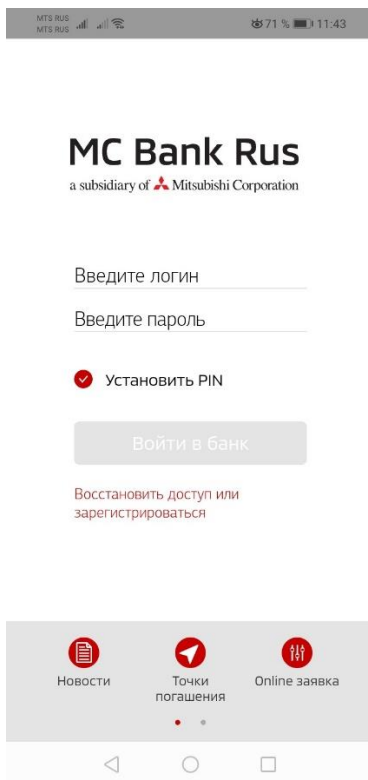 MTS RUS
MTS RUS
71 % 11:43
MC Bank Rus
a subsidiary of Mitsubishi Corporation
Введите логин
Введите пароль
Установить PIN
Войти в банк
Восстановить доступ или
зарегистрироваться
Новости
Точки
погашения
Online заявка